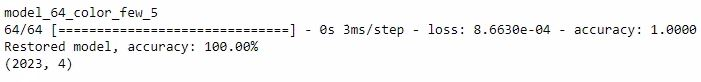 model_64_color_few_5
64/64 [==============================] - 0s 3ms/step - loss: 8.6630e-04 - accuracy: 1.0000
Restored model, accuracy: 100.00%
(2023, 4)